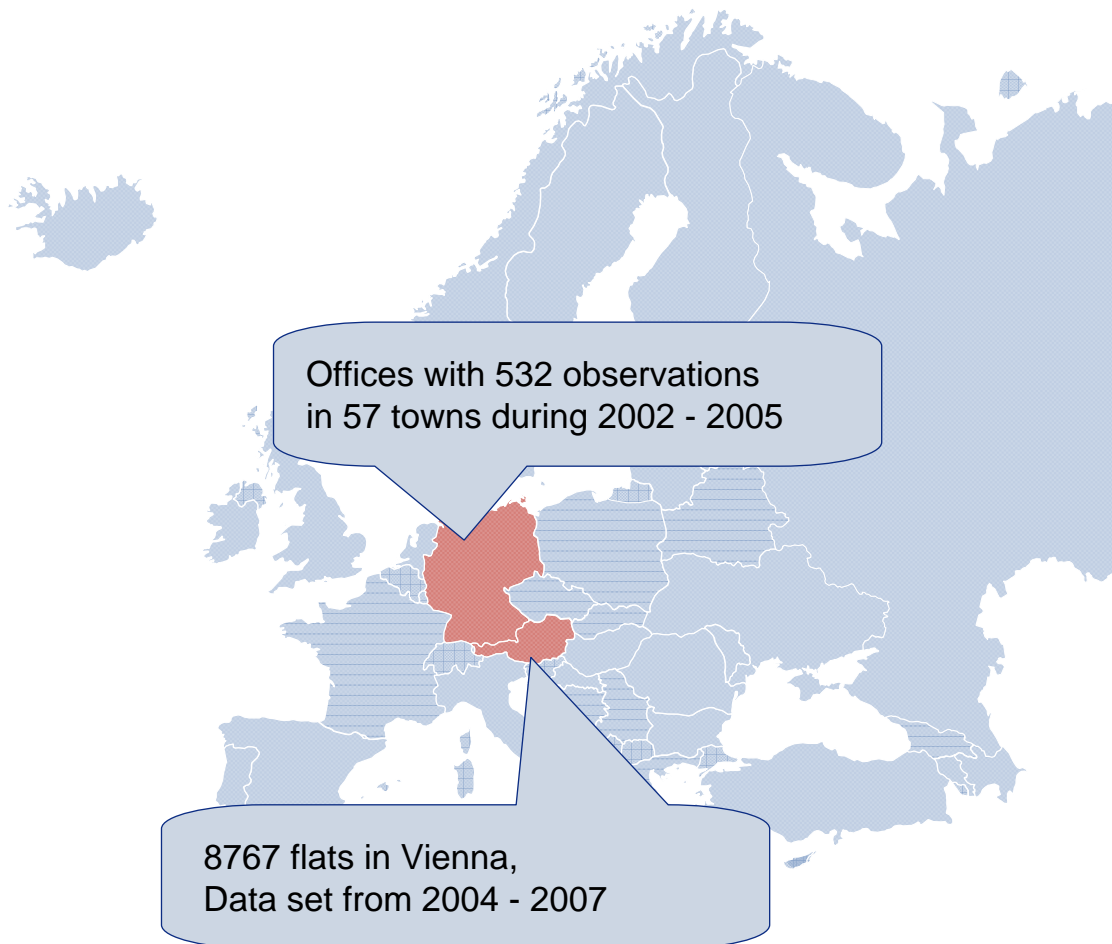 Offices with 532 observations
in 57 towns during 2002 - 2005
8767 flats in Vienna,
Data set from 2004 - 2007